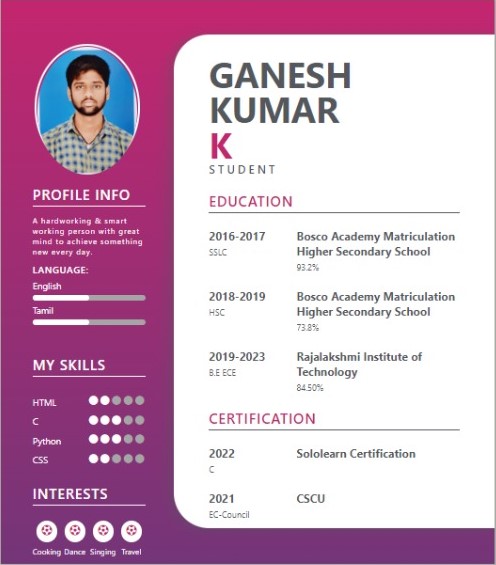 GANESH
KUMAR
K
STUDENT
PROFILE INFO
A hardworking & smart
working person with great
mind to achieve something
new every day.
LANGUAGE:
English
Tamil
MY SKILLS
HTML
C
Python
CSS
INTERESTS
Cooking Dance Singing Travel
EDUCATION
2016-2017 Bosco Academy Matriculation
SSLC Higher Secondary School
93.2%
2018-2019 Bosco Academy Matriculation
HSC Higher Secondary School
73.8%
2019-2023 Rajalakshmi Institute of
B.E ECE Technology
84.50%
CERTIFICATION
2022 Sololearn Certification
C
2021 CSCU
EC-Council